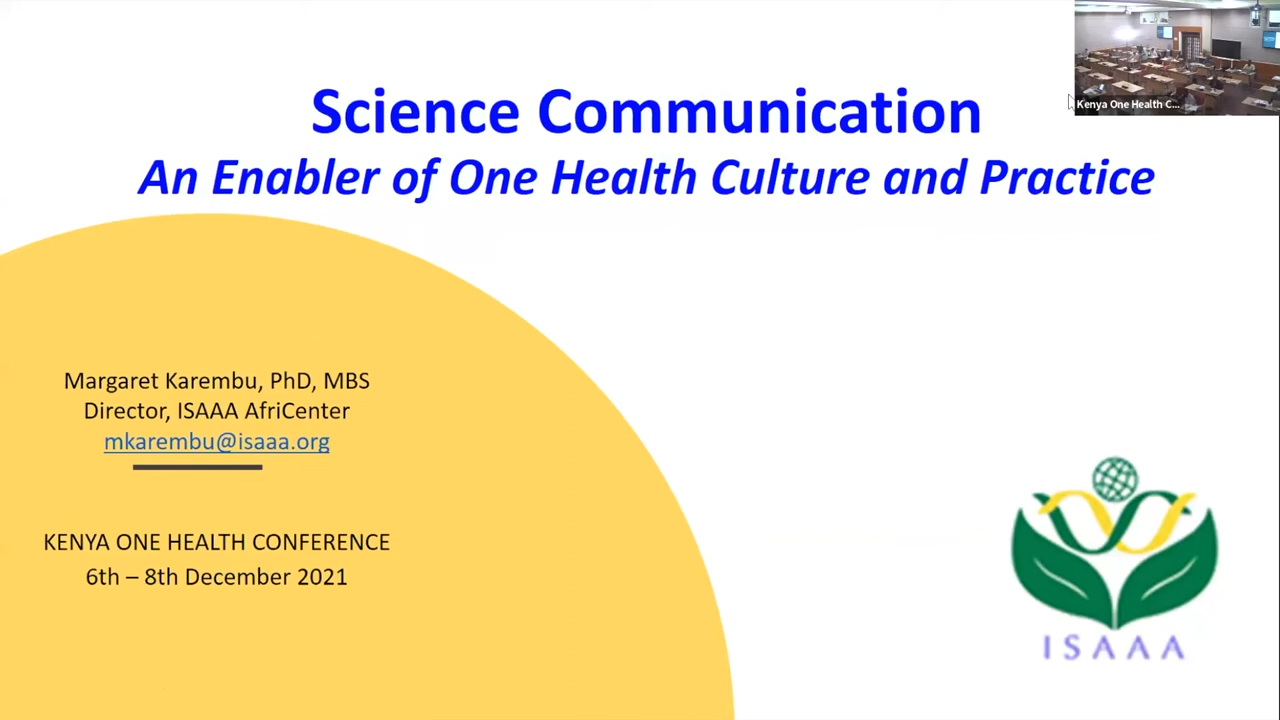 Science Communication
An Enabler of One Health Culture and Practice
Kenya One Health C...
Margaret Karembu, PhD, MBS
Director, ISAAA AfriCenter
mkarembu@isaaa.org
KENYA ONE HEALTH CONFERENCE
6th – 8th December 2021
ISAAA